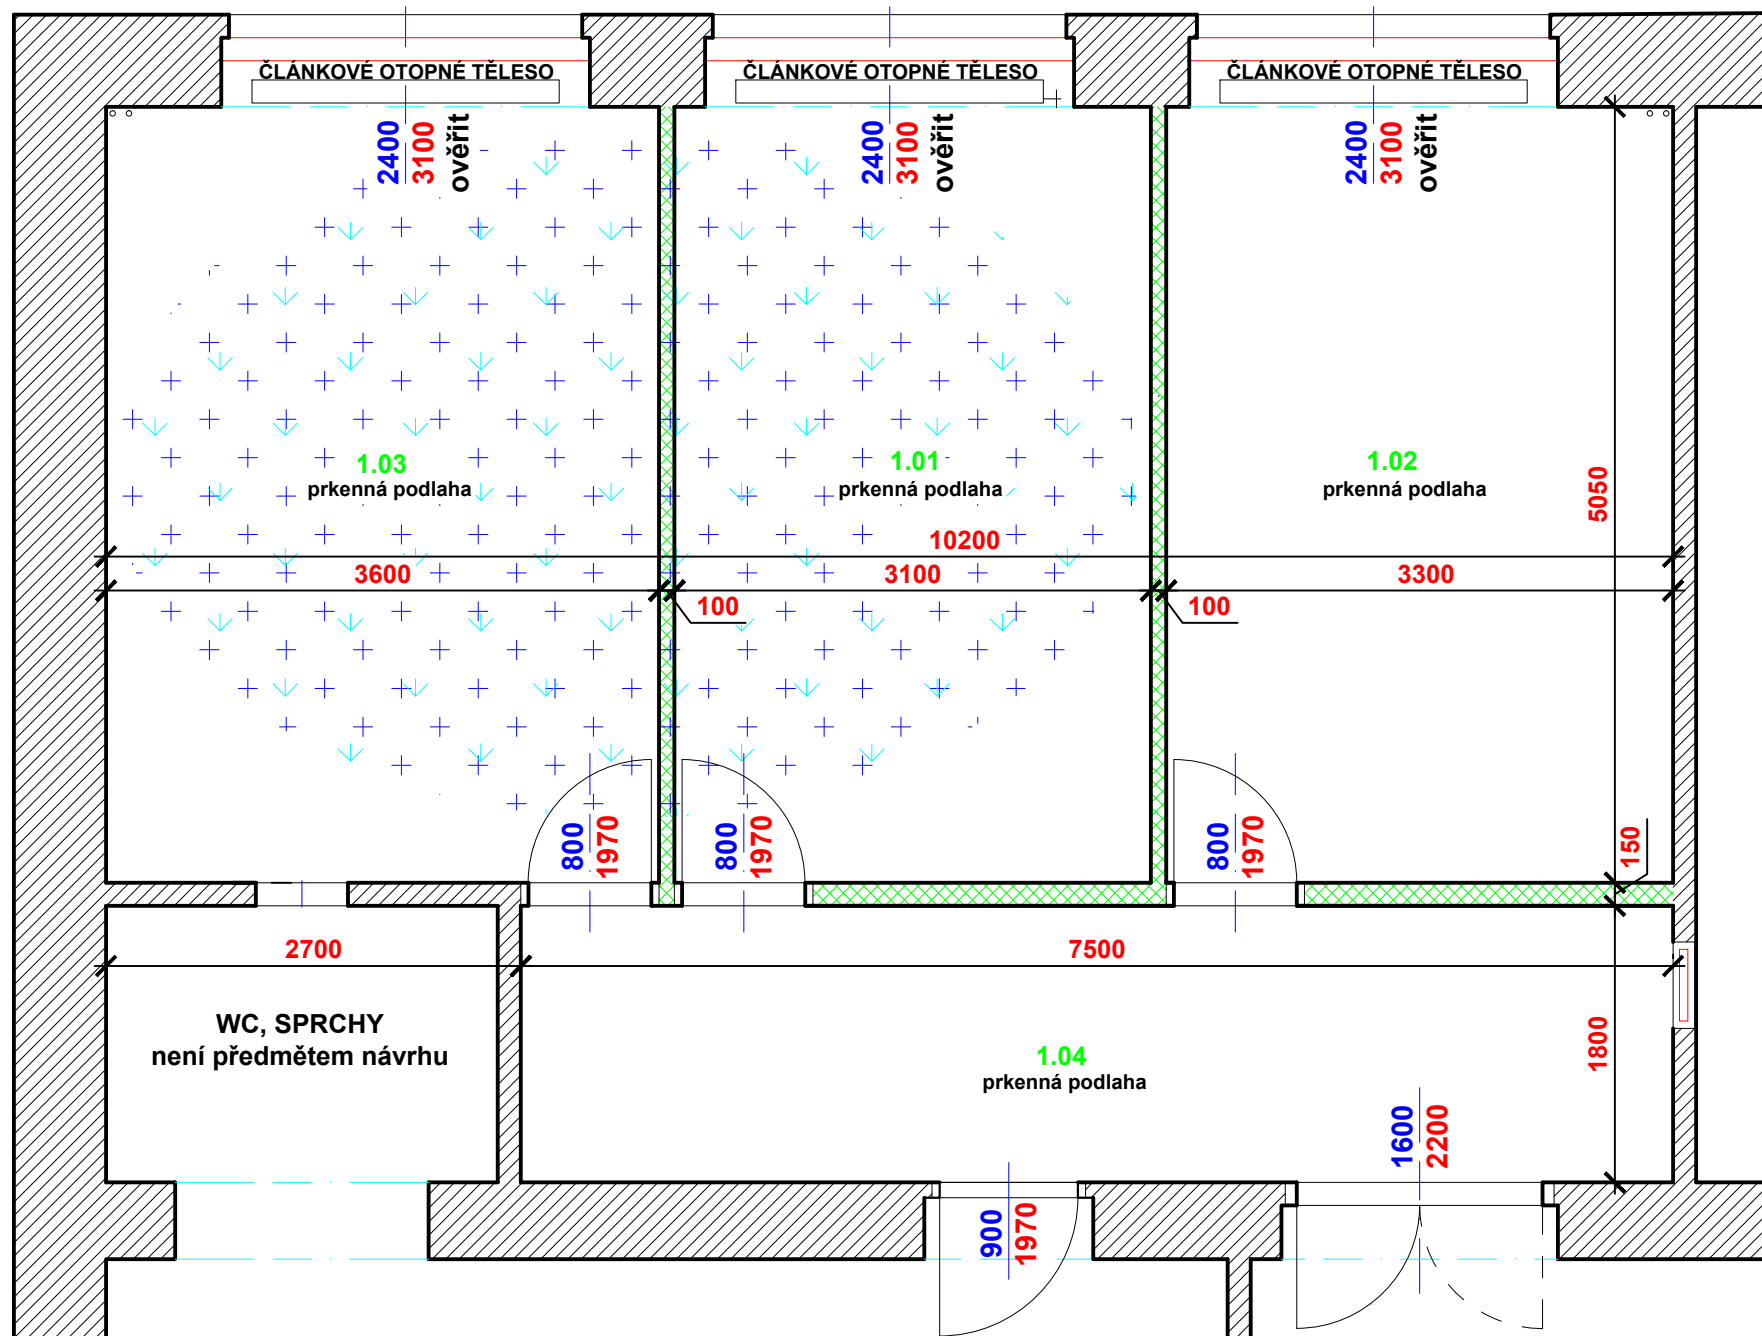 ČLÁNKOVÉ OTOPNÉ TĚLESO
ČLÁNKOVÉ OTOPNÉ TĚLESO
ČLÁNKOVÉ OTOPNÉ TĚLESO
2400
3100
ověřit
2400
3100
ověřit
2400
3100
ověřit
1.03
prkenná podlaha
1.01
prkenná podlaha
1.02
prkenná podlaha
5050
10200
3600
3100
3300
100
100
800
1970
800
1970
800
1970
150
2700
7500
WC, SPRCHY
není předmětem návrhu
1.04
prkenná podlaha
1800
1600
2200
900
1970